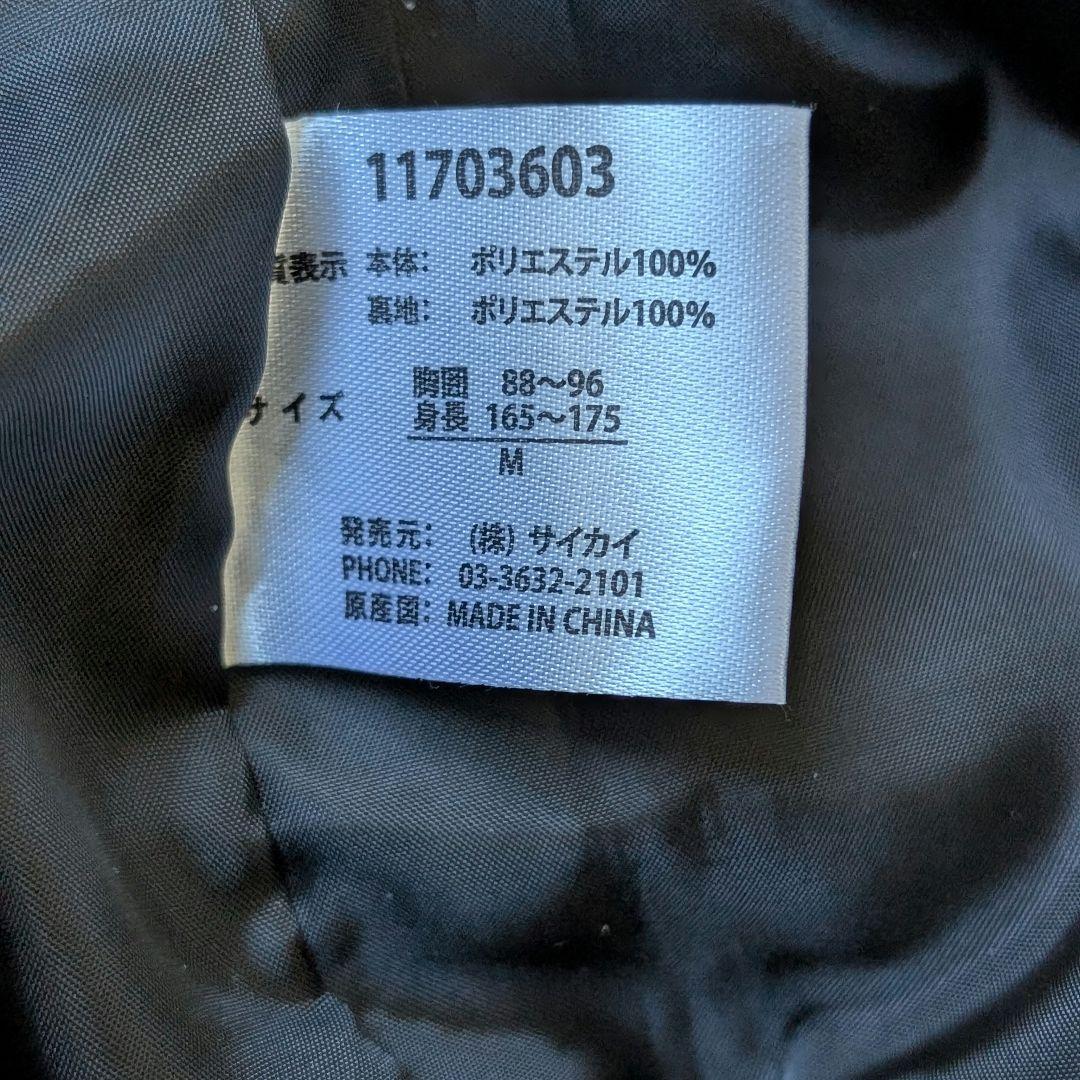 11703603
質表示 本体: ポリエステル100%
裏地: ポリエステル100%
サイズ
胸囲 88〜96
身長 165〜175
M
発売元: (株) サイカイ
PHONE: 03-3632-2101
原産図: MADE IN CHINA